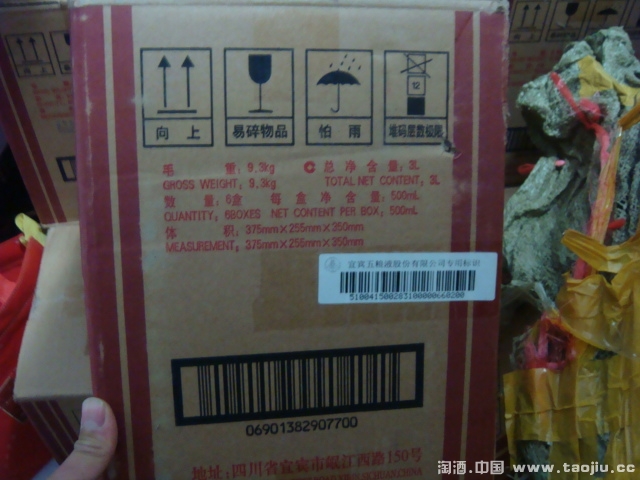 12
向 上
易碎物品
怕 雨
堆码层数极限
毛 重: 9.3kg C 总净含量: 3L
GROSS WEIGHT: 9.3kg TOTAL NET CONTENT: 3L
数 量: 6盒 每 盒 净 含 量: 500mL
QUANTITY: 6BOXES NET CONTENT PER BOX: 500mL
体 积: 375mm×255mm×350mm
MEASUREMENT: 375mm×255mm×350mm
宜宾五粮液股份有限公司专用标识
06901382907700
地址: 四川省宜宾市岷江西路150号
淘酒.中国 www.taojiu.cc